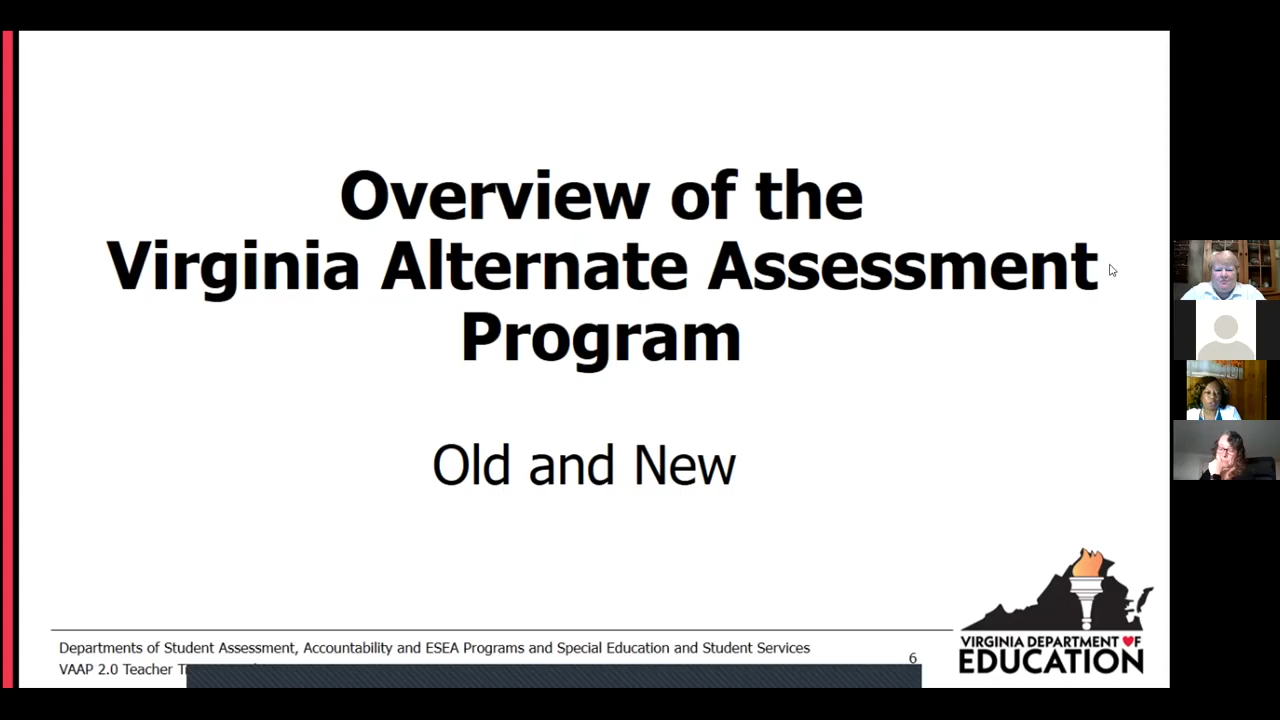 Overview of the
Virginia Alternate Assessment
Program
Old and New
Departments of Student Assessment, Accountability and ESEA Programs and Special Education and Student Services
VAAP 2.0 Teacher
6
VIRGINIA DEPARTMENT OF
EDUCATION